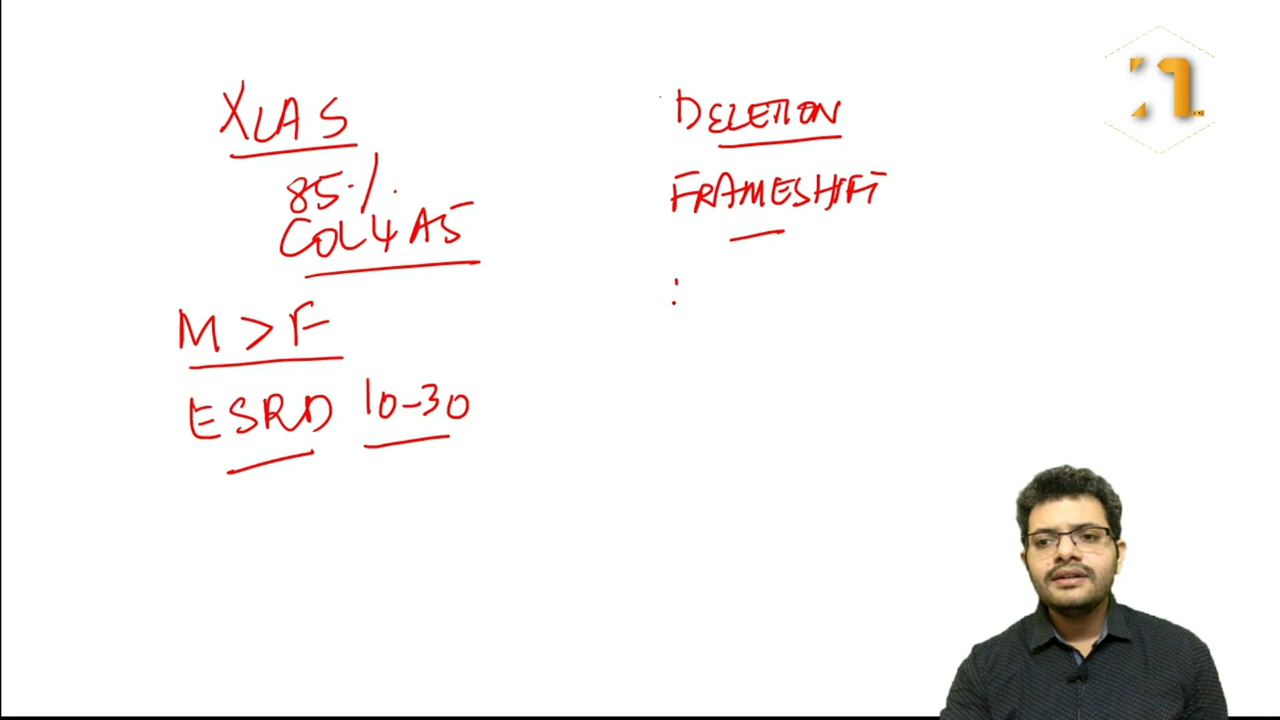 XLAS
85%
COL4A5
M > F
ESRD 10-30
DELETION
FRAMESHIFT
: